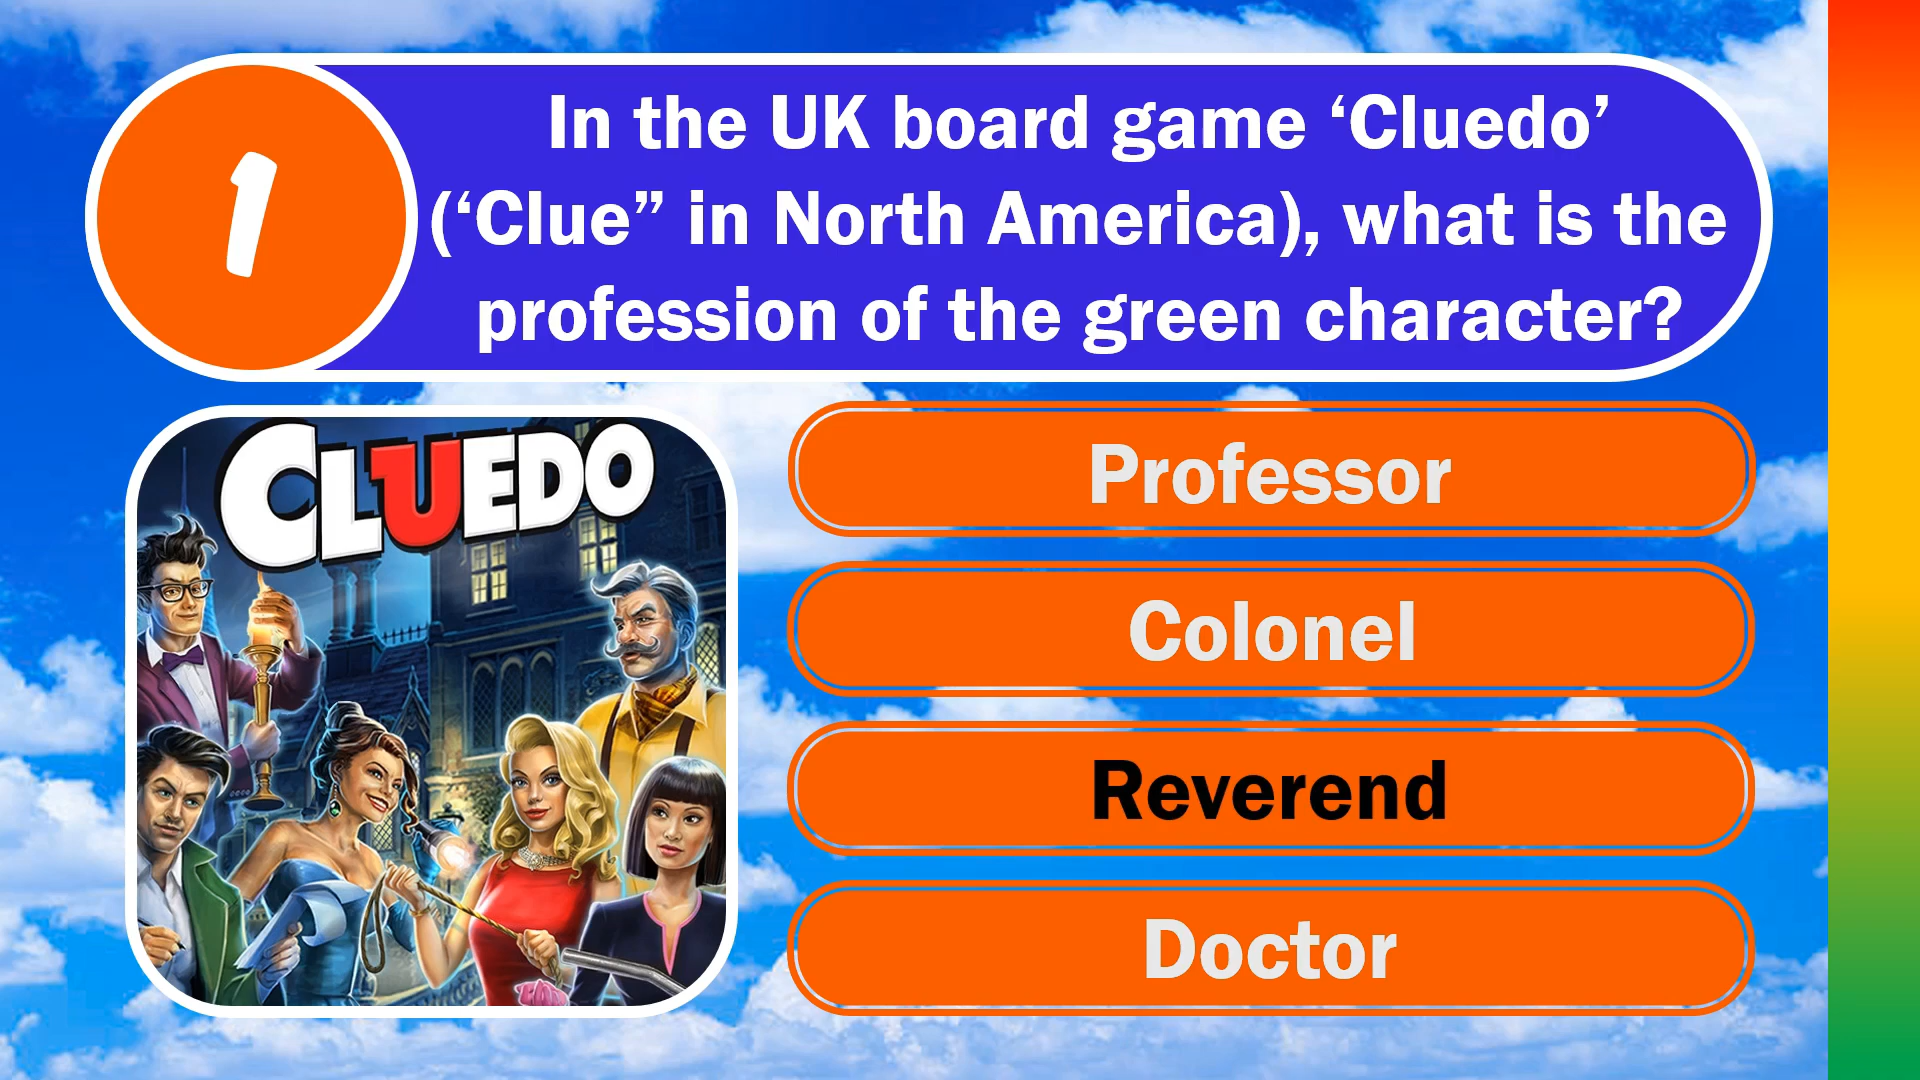 1
In the UK board game ‘Cluedo’
(‘Clue” in North America), what is the
profession of the green character?
CLUEDO
Professor
Colonel
Reverend
Doctor